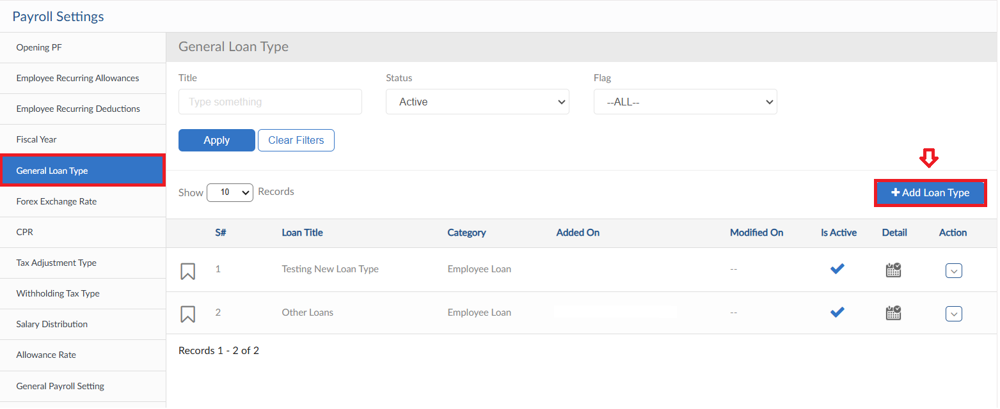 Payroll Settings
Opening PF
Employee Recurring Allowances
Employee Recurring Deductions
Fiscal Year
General Loan Type
Forex Exchange Rate
CPR
Tax Adjustment Type
Withholding Tax Type
Salary Distribution
Allowance Rate
General Payroll Setting
General Loan Type
Title Status Flag
Type something Active --ALL--
Apply Clear Filters
Show 10 Records
Add Loan Type
S# Loan Title Category Added On Modified On Is Active Detail Action
1 Testing New Loan Type Employee Loan --
2 Other Loans Employee Loan --
Records 1 - 2 of 2